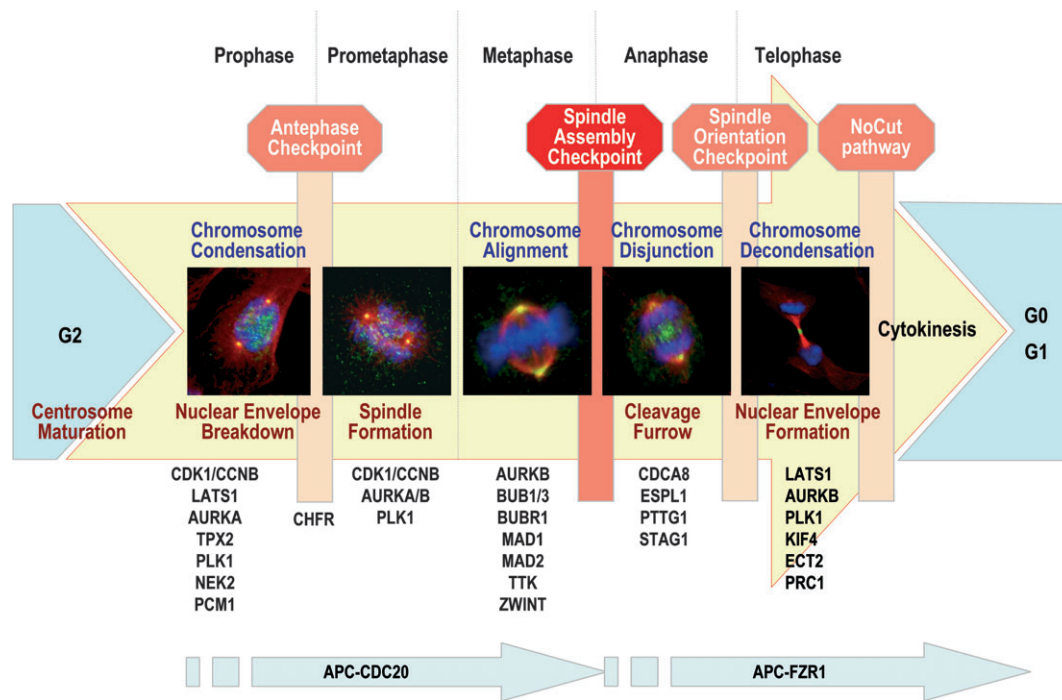 Prophase
Prometaphase
Metaphase
Anaphase
Telophase
Antephase
Checkpoint
Spindle
Assembly
Checkpoint
Spindle
Orientation
Checkpoint
NoCut
pathway
Chromosome
Condensation
Chromosome
Alignment
Chromosome
Disjunction
Chromosome
Decondensation
G2
Cytokinesis
G0
G1
Centrosome
Maturation
Nuclear Envelope
Breakdown
Spindle
Formation
Cleavage
Furrow
Nuclear Envelope
Formation
CDK1/CCNB
LATS1
AURKA
TPX2
PLK1
NEK2
PCM1
CHFR
CDK1/CCNB
AURKA/B
PLK1
AURKB
BUB1/3
BUBR1
MAD1
MAD2
TTK
ZWINT
CDCA8
ESPL1
PTTG1
STAG1
LATS1
AURKB
PLK1
KIF4
ECT2
PRC1
APC-CDC20
APC-FZR1